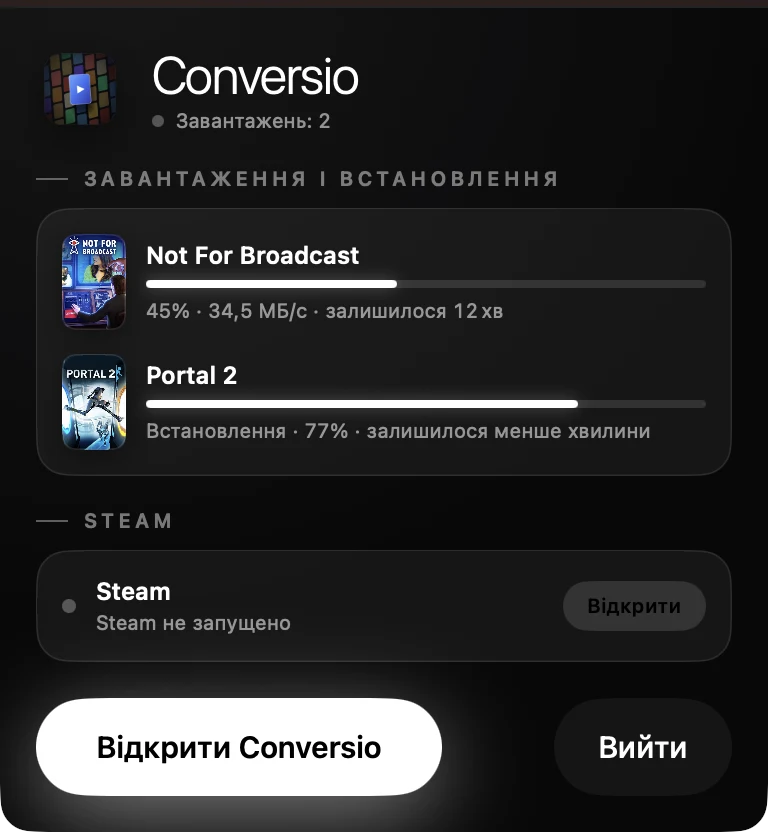 Conversio
Завантажень: 2
ЗАВАНТАЖЕННЯ І ВСТАНОВЛЕННЯ
NOT FOR
BROADCAST
Not For Broadcast
45% · 34,5 МБ/с · залишилося 12 хв
PORTAL 2
Portal 2
Встановлення · 77% · залишилося менше хвилини
STEAM
Steam
Steam не запущено
Відкрити
Відкрити Conversio
Вийти